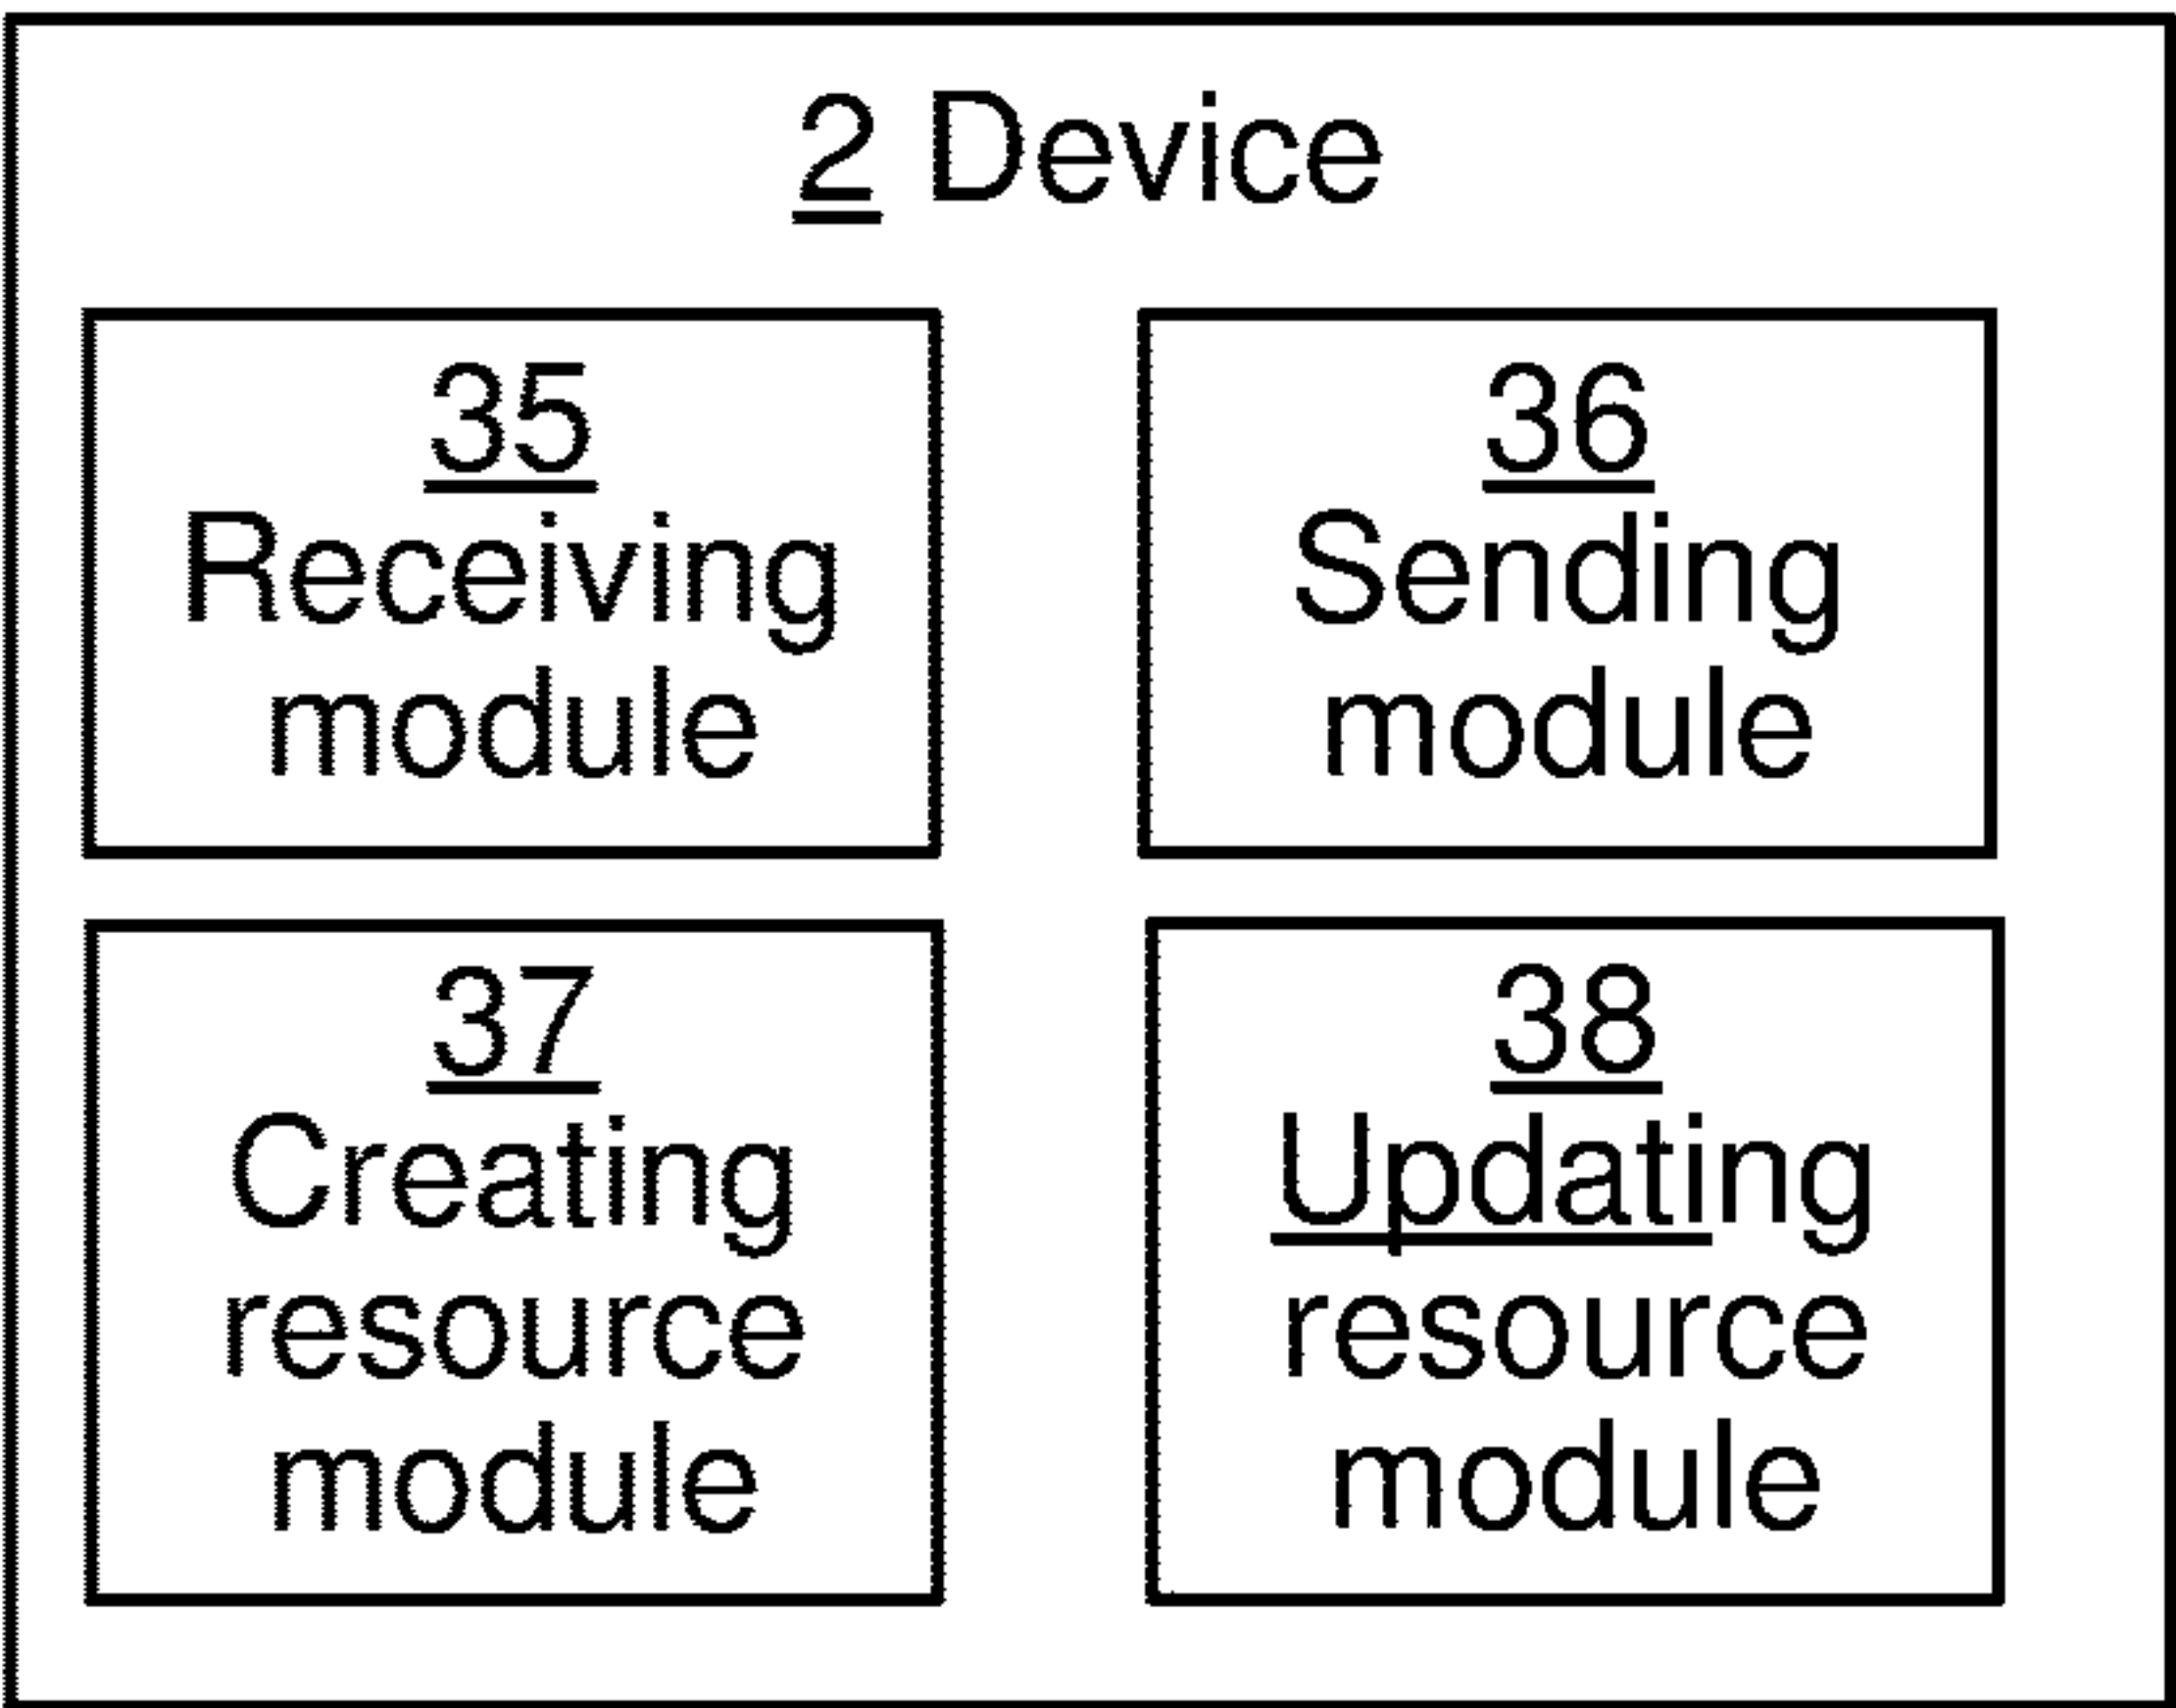 2 Device
35
Receiving
module
36
Sending
module
37
Creating
resource
module
38
Updating
resource
module